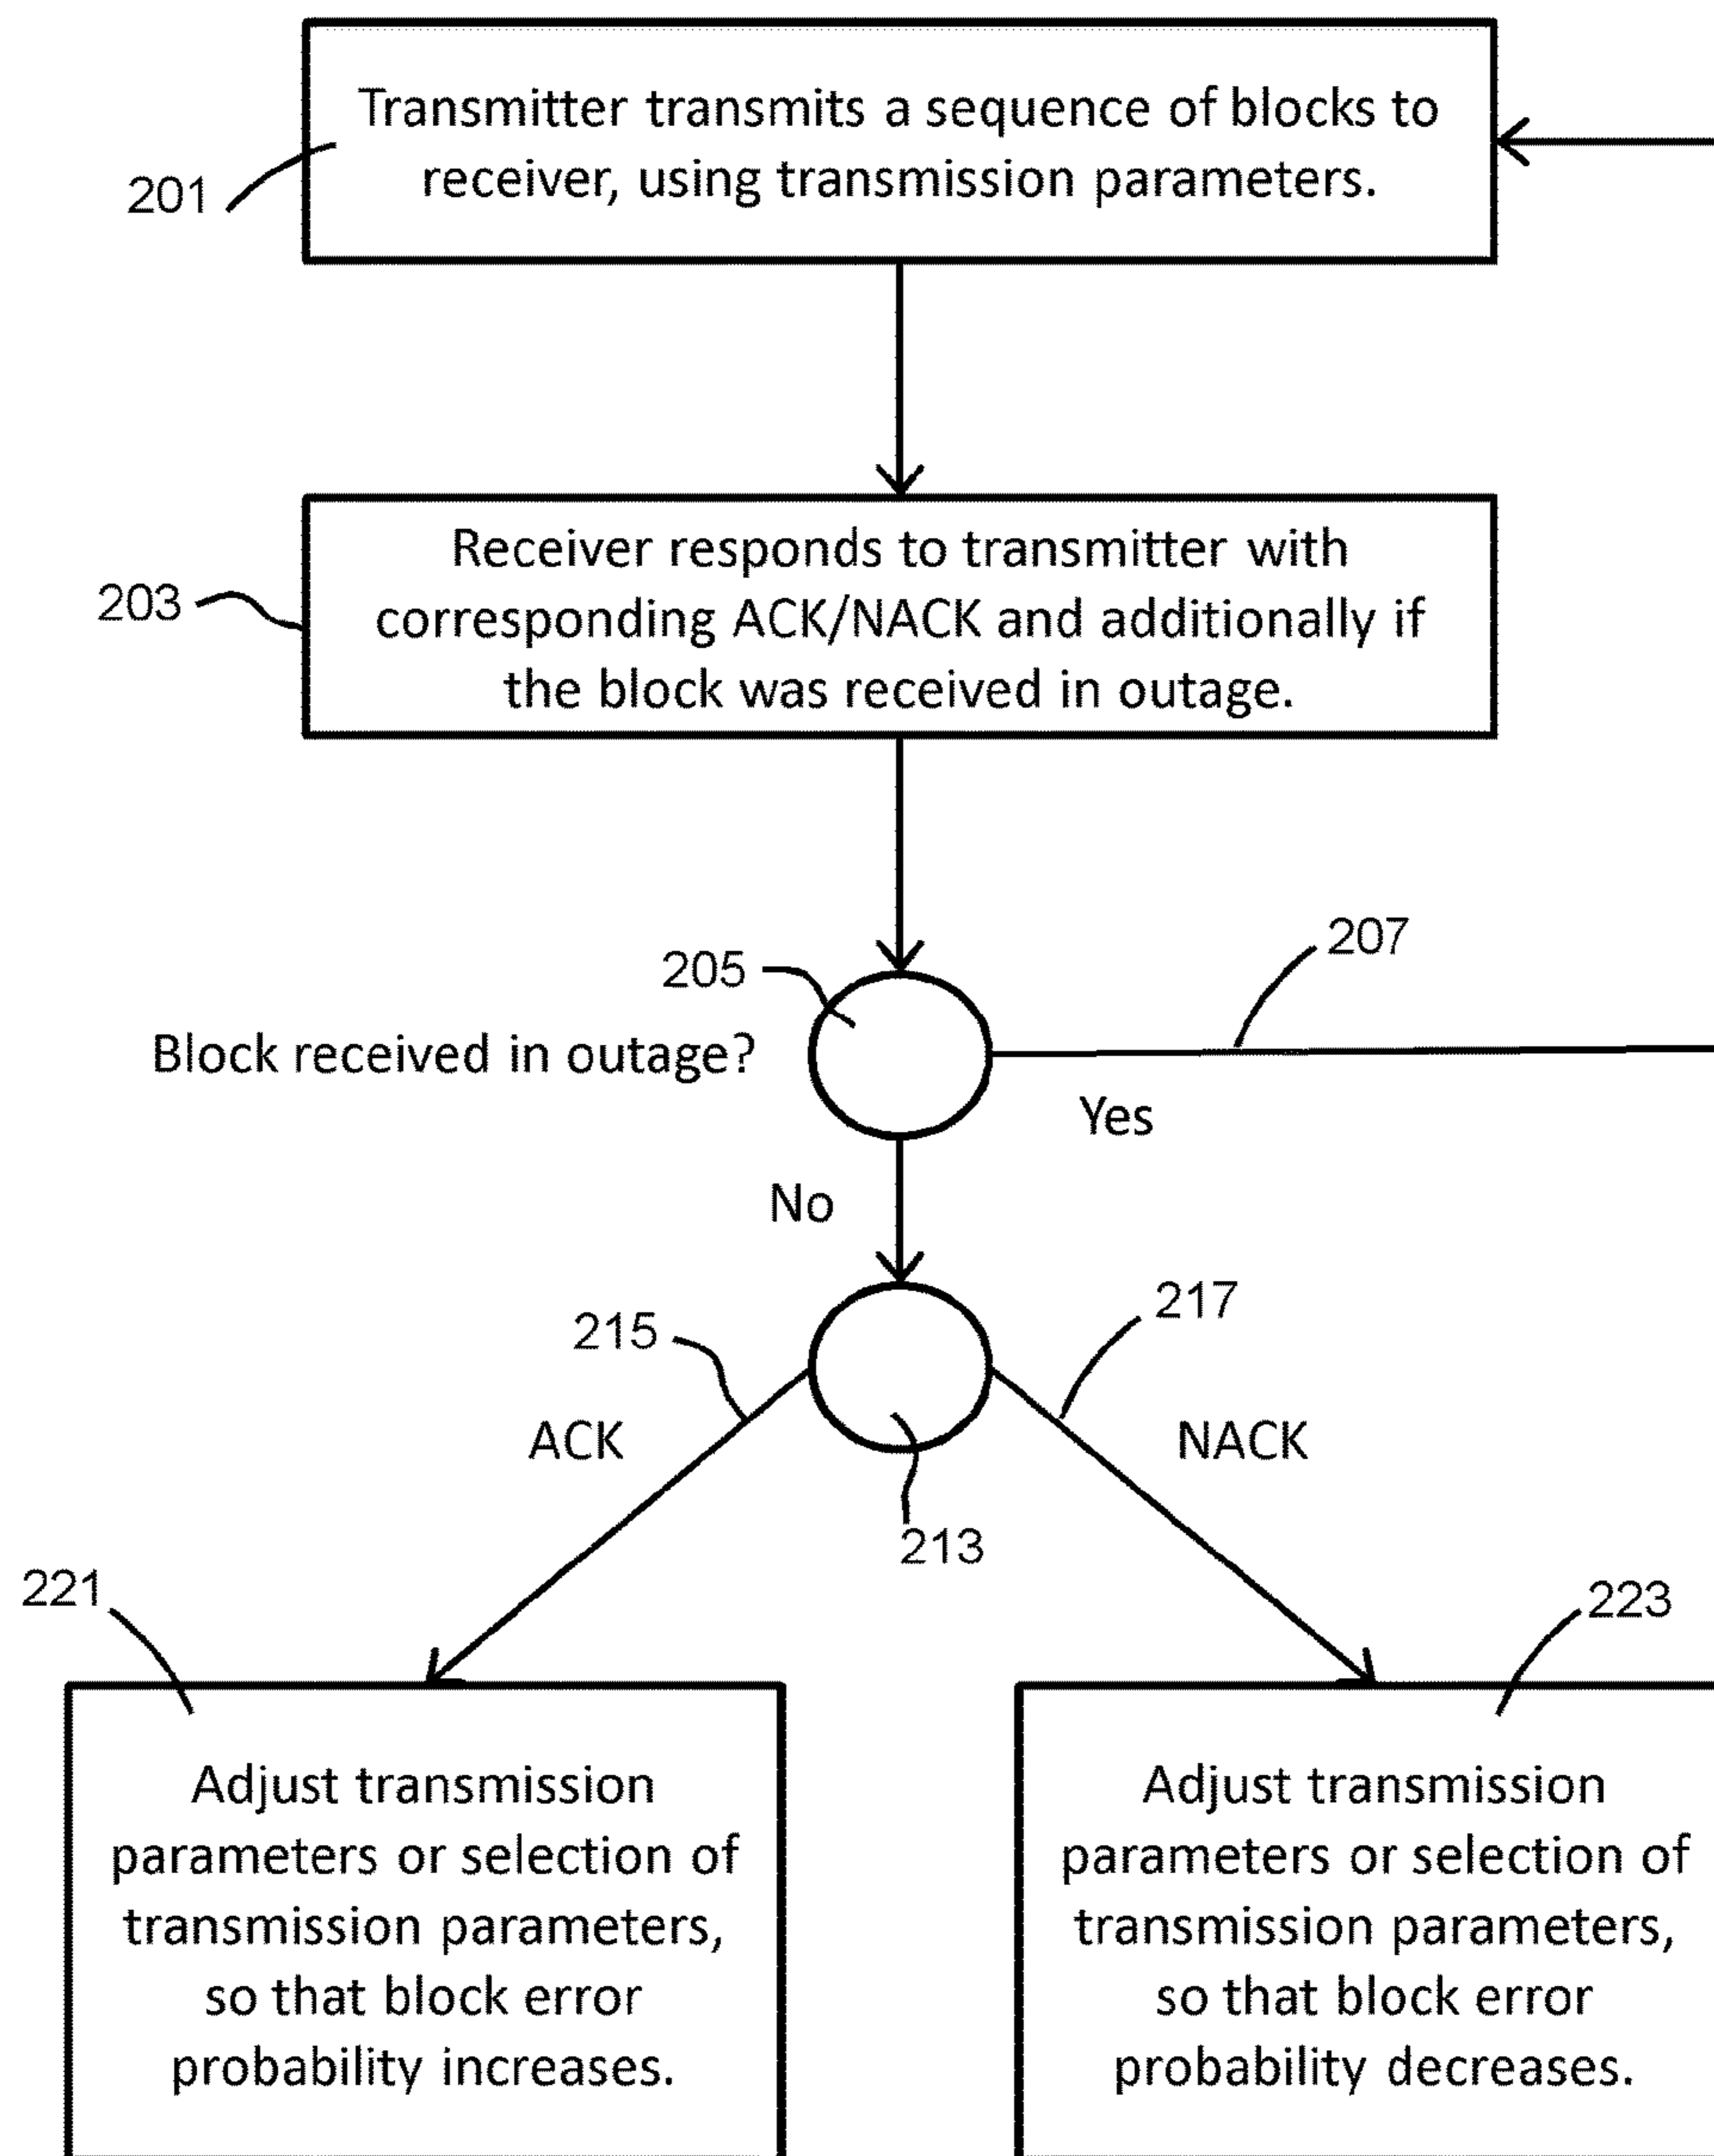 Transmitter transmits a sequence of blocks to
receiver, using transmission parameters.
201
Receiver responds to transmitter with
corresponding ACK/NACK and additionally if
the block was received in outage.
203
207
205
Block received in outage?
Yes
No
217
215
ACK
NACK
213
221
223
Adjust transmission
parameters or selection of
transmission parameters,
so that block error
probability increases.
Adjust transmission
parameters or selection of
transmission parameters,
so that block error
probability decreases.